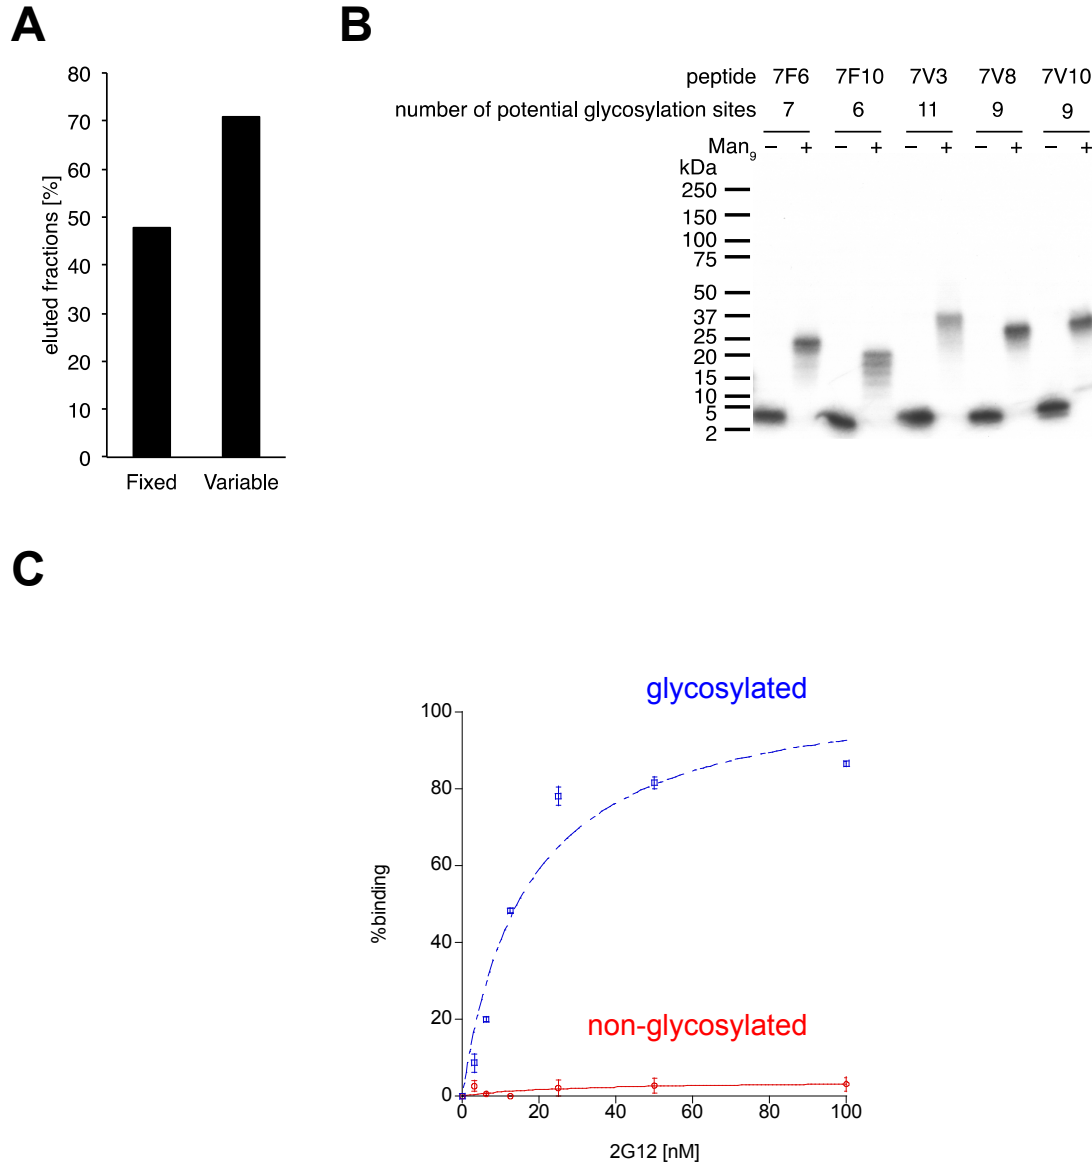 A
80
70
60
50
40
30
20
10
0
eluted fractions [%]
Fixed Variable
B
peptide 7F6 7F10 7V3 7V8 7V10
number of potential glycosylation sites 7 6 11 9 9
Man9 − + − + − + − + − +
kDa
250
150
100
75
50
37
25
20
15
10
5
2
C
glycosylated
non-glycosylated
100
80
60
40
20
0
%binding
0 20 40 60 80 100
2G12 [nM]